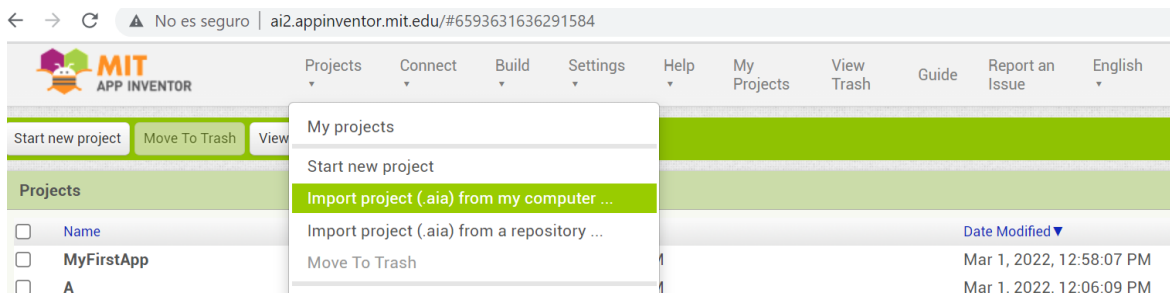 No es seguro | ai2.appinventor.mit.edu/#6593631636291584
MIT
APP INVENTOR
Projects Connect Build Settings Help My Projects View Trash Guide Report an Issue English
Start new project Move To Trash View
My projects
Start new project
Import project (.aia) from my computer ...
Import project (.aia) from a repository ...
Move To Trash
Projects
Name Date Modified▼
MyFirstApp Mar 1, 2022, 12:58:07 PM
A Mar 1, 2022, 12:06:09 PM